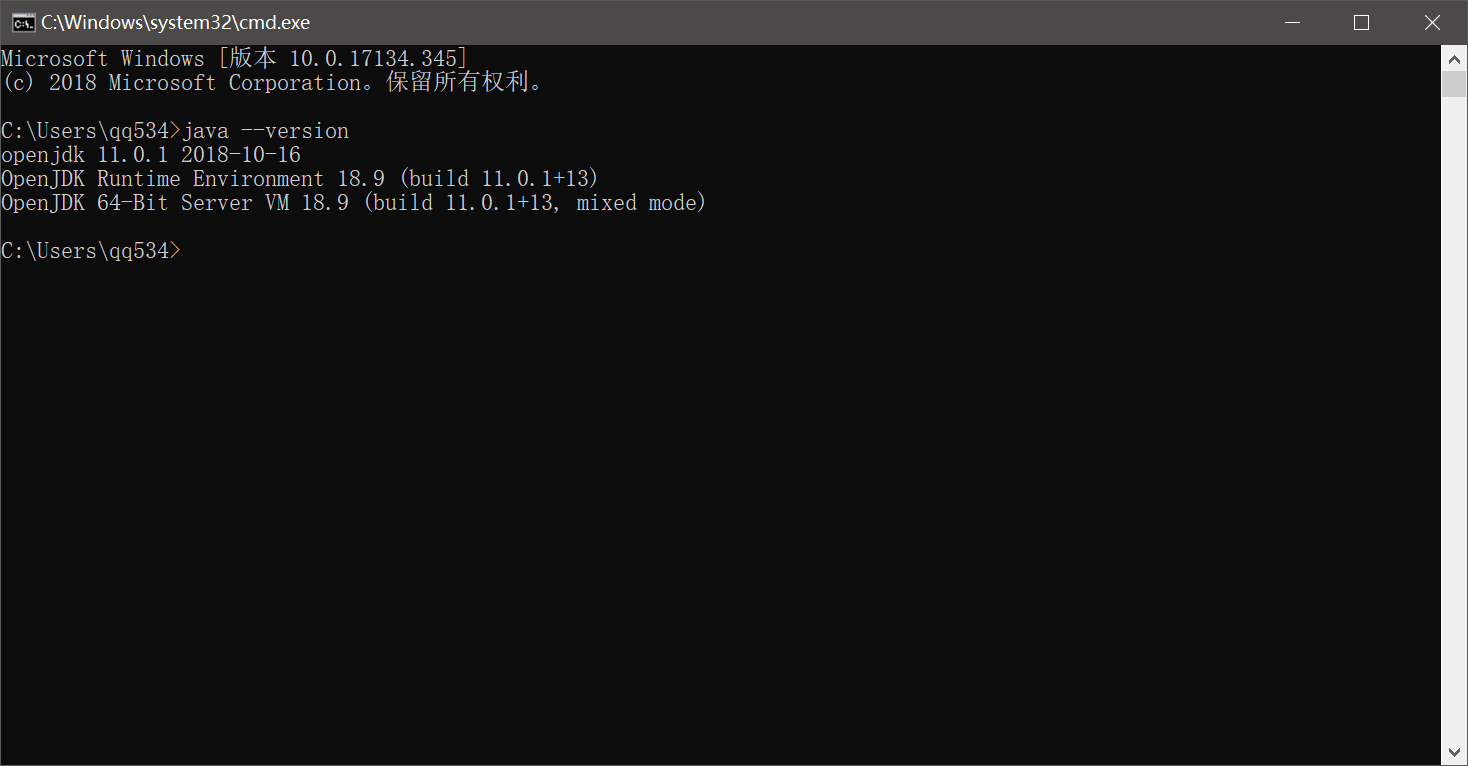 C:\Windows\system32\cmd.exe
Microsoft Windows [版本 10.0.17134.345]
(c) 2018 Microsoft Corporation。保留所有权利。
C:\Users\qq534>java --version
openjdk 11.0.1 2018-10-16
OpenJDK Runtime Environment 18.9 (build 11.0.1+13)
OpenJDK 64-Bit Server VM 18.9 (build 11.0.1+13, mixed mode)
C:\Users\qq534>